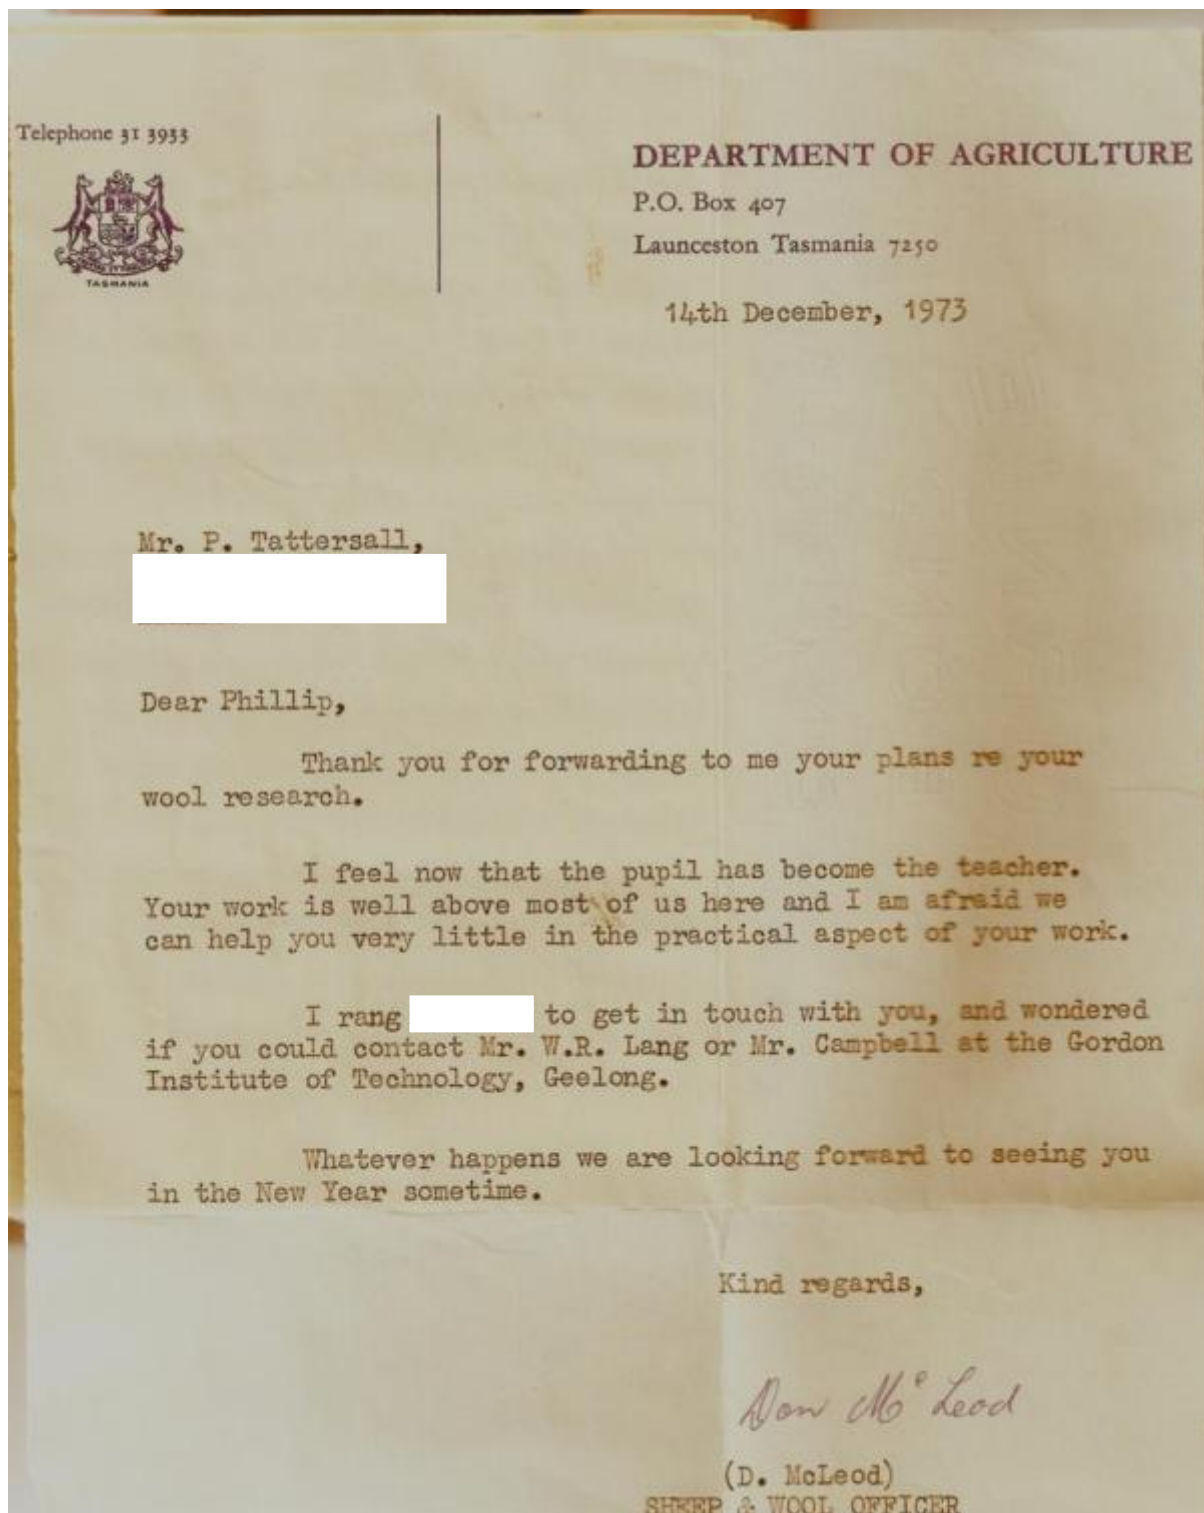 Telephone 31 3933
TASMANIA
DEPARTMENT OF AGRICULTURE
P.O. Box 407
Launceston Tasmania 7250
14th December, 1973
Mr. P. Tattersall,
Dear Phillip,
Thank you for forwarding to me your plans re your
wool research.
I feel now that the pupil has become the teacher.
Your work is well above most of us here and I am afraid we
can help you very little in the practical aspect of your work.
I rang to get in touch with you, and wondered
if you could contact Mr. W.R. Lang or Mr. Campbell at the Gordon
Institute of Technology, Geelong.
Whatever happens we are looking forward to seeing you
in the New Year sometime.
Kind regards,
Don McLeod
(D. McLeod)
SHEEP & WOOL OFFICER